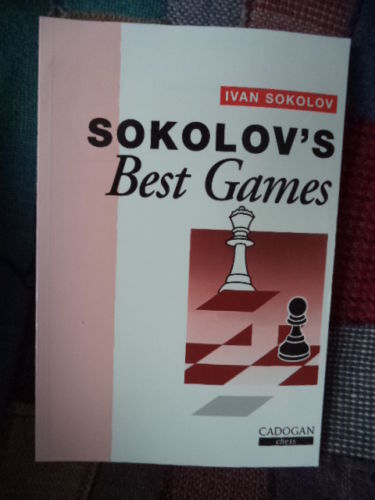 IVAN SOKOLOV
SOKOLOV'S
Best Games
CADOGAN
chess